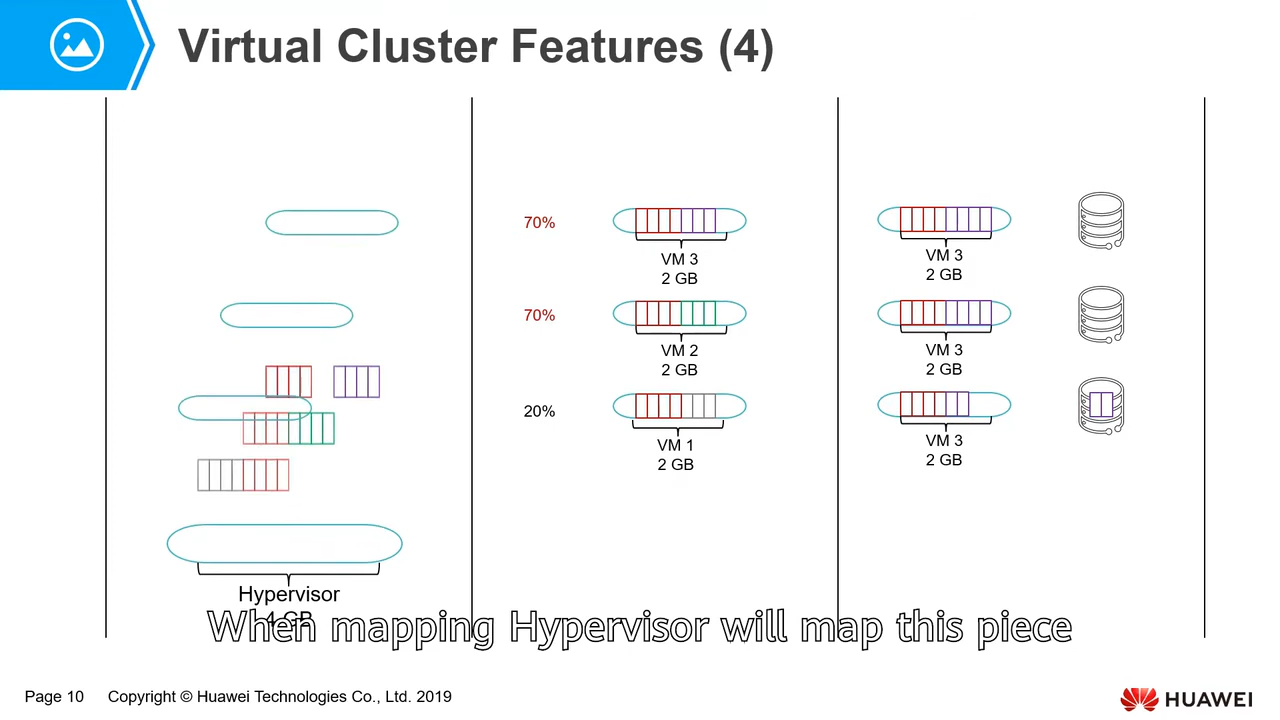 Virtual Cluster Features (4)
70%
VM 3
2 GB
VM 3
2 GB
70%
VM 2
2 GB
VM 3
2 GB
20%
VM 1
2 GB
VM 3
2 GB
Hypervisor
4 GB
When mapping Hypervisor will map this piece
Page 10 Copyright © Huawei Technologies Co., Ltd. 2019
HUAWEI